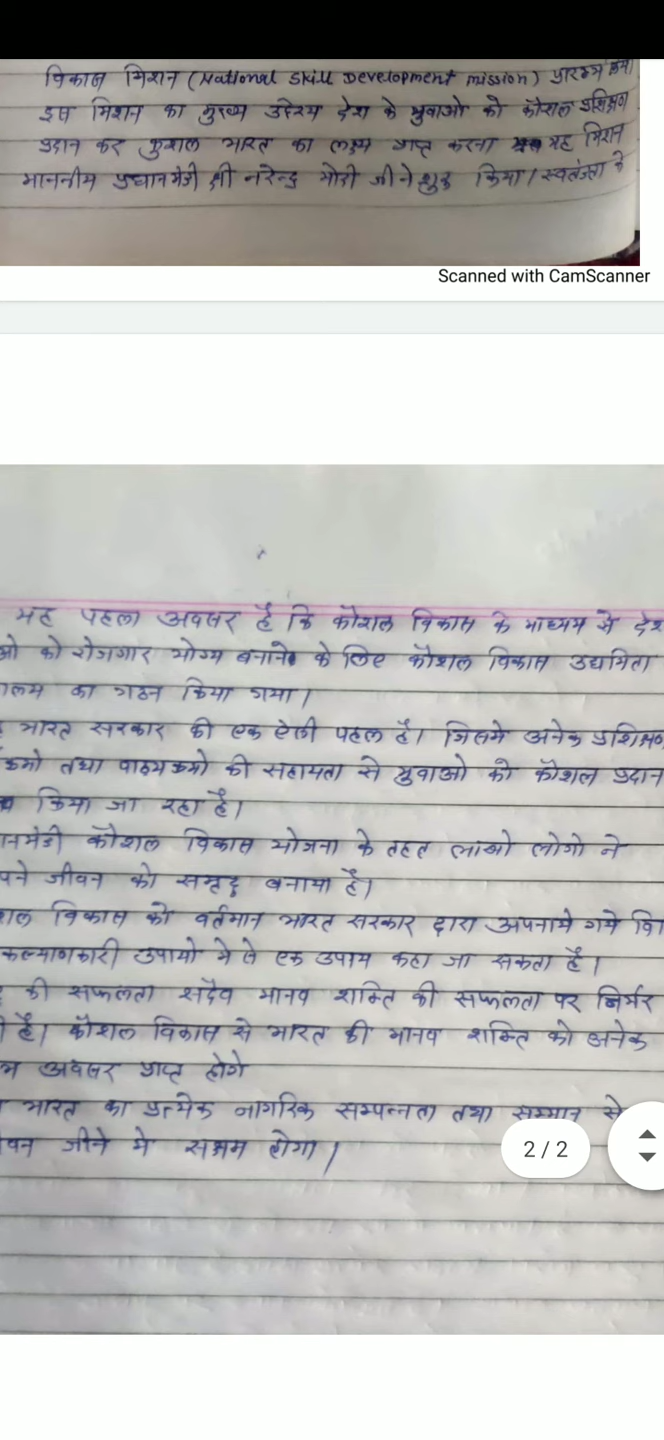 विकास मिशन (National Skill Development mission) प्रारम्भ किया
इस मिशन का मुख्य उद्देश्य देश के युवाओ को कौशल प्रशिक्षण
प्रदान कर कुशल भारत का लक्ष्य प्राप्त करना यह मिशन
माननीय प्रधानमंत्री श्री नरेन्द्र मोदी जी ने शुरु किया। स्वतंत्रता के
Scanned with CamScanner
यह पहला अवसर है कि कौशल विकास के माध्यम से देश
ओ को रोजगार योग्य बनाने के लिए कौशल विकास उद्यमिता
ालय का गठन किया गया।
भारत सरकार की एक ऐसी पहल है। जिसमे अनेक प्रशिक्षण
क्रमो तथा पाठ्यक्रमो की सहायता से युवाओ को कौशल प्रदान
किया जा रहा है।
ानमंत्री कौशल विकास योजना के तहत लाखो लोगो ने
पने जीवन को समृद्ध बनाया है।
शल विकास को वर्तमान भारत सरकार द्वारा अपनाये गये वि
कल्याणकारी उपायो मे से एक उपाय कहा जा सकता है।
की सफलता सदैव मानव शक्ति की सफलता पर निर्भर
है। कौशल विकास से भारत की मानव शक्ति को अनेक
अवसर प्राप्त होगे
भारत का प्रत्येक नागरिक सम्पन्नता तथा सम्मान से
वन जीने मे सक्षम होगा।
2/2